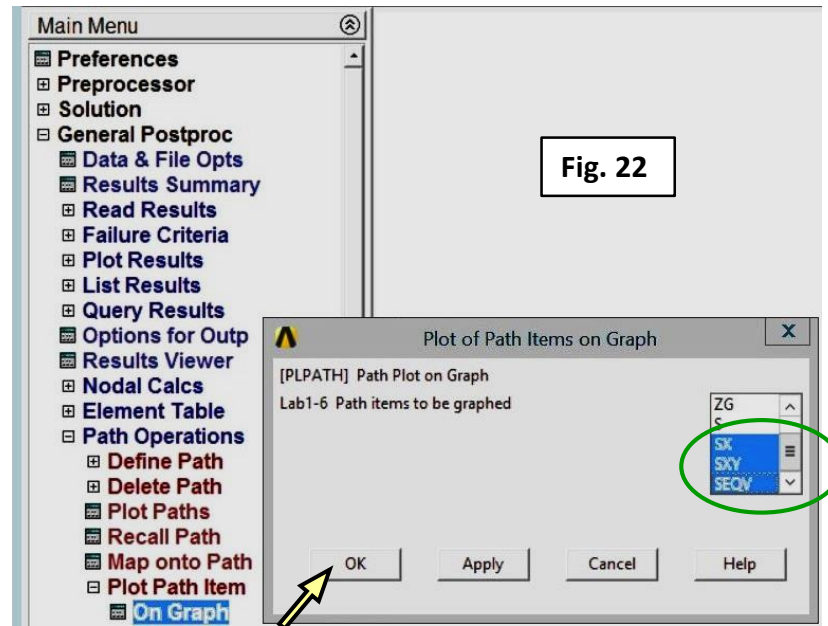 Main Menu
Preferences
Preprocessor
Solution
General Postproc
Data & File Opts
Results Summary
Read Results
Failure Criteria
Plot Results
List Results
Query Results
Options for Outp
Results Viewer
Nodal Calcs
Element Table
Path Operations
Define Path
Delete Path
Plot Paths
Recall Path
Map onto Path
Plot Path Item
On Graph
Fig. 22
Plot of Path Items on Graph
X
[PLPATH] Path Plot on Graph
Lab1-6 Path items to be graphed
ZG
S
SX
SXY
SEQV
OK Apply Cancel Help